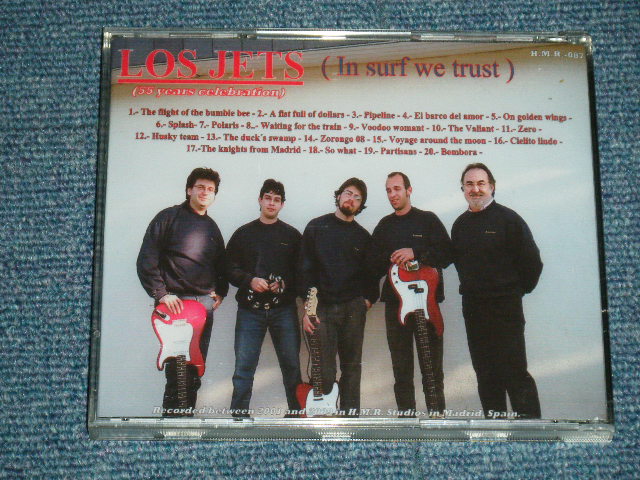 LOS JETS ( In surf we trust )
H.M.R -087
(55 years celebration)
1.- The flight of the bumble bee - 2.- A fist full of dollars - 3.- Pipeline - 4.- El barco del amor - 5.- On golden wings -
6.- Splash- 7.- Polaris - 8.- Waiting for the train - 9.- Voodoo womant - 10.- The Valiant - 11.- Zero -
12.- Husky team - 13.- The duck´s swamp - 14.- Zorongo 08 - 15.- Voyage around the moon - 16.- Cielito lindo -
17.-The knights from Madrid - 18.- So what - 19.- Partisans - 20.- Bombora -
Recorded between and in H.M.R. Studios in Madrid, Spain.